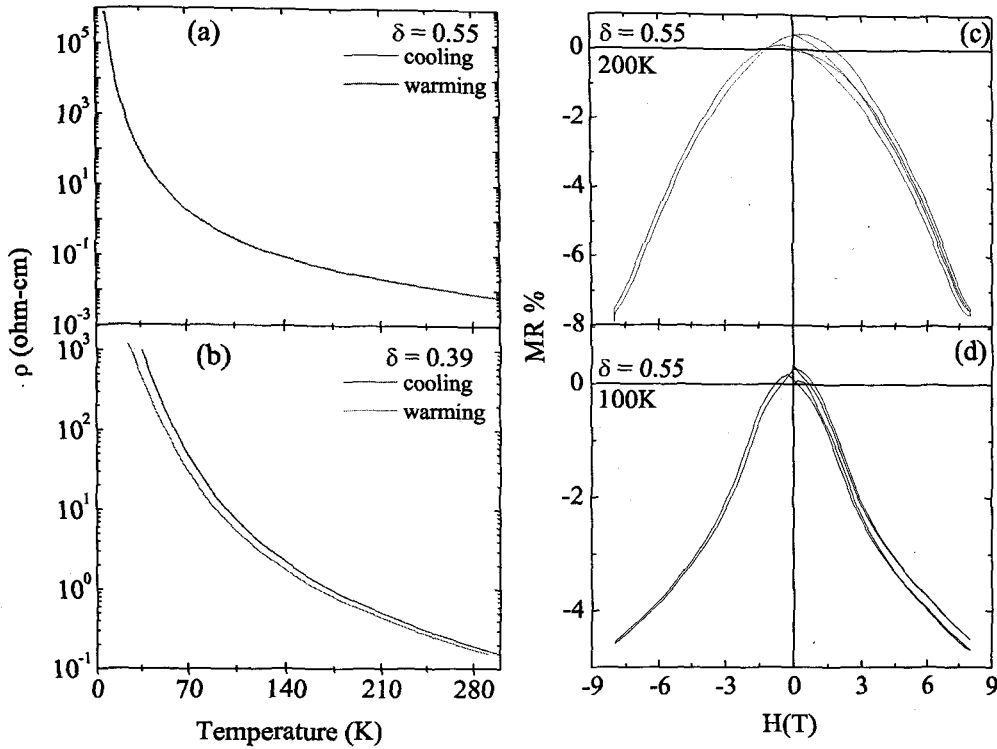 (a)
δ = 0.55
cooling
warming
10^5
10^3
10^1
10^-1
10^-3
(b)
δ = 0.39
cooling
warming
10^3
10^2
10^1
10^0
10^-1
0 70 140 210 280
Temperature (K)
ρ (ohm-cm)
(c)
δ = 0.55
200K
0
-2
-4
-6
-8
(d)
δ = 0.55
100K
0
-2
-4
-9 -6 -3 0 3 6 9
H(T)
MR %